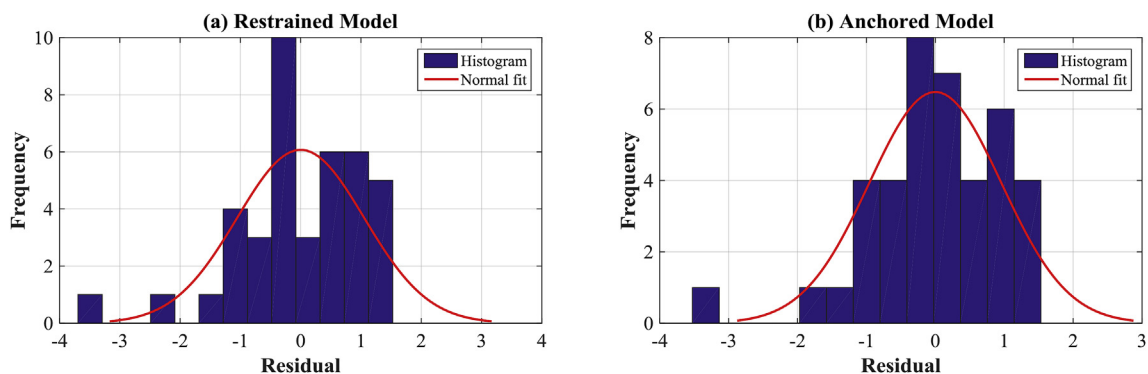 (a) Restrained Model
10
8
6
4
2
0
-4 -3 -2 -1 0 1 2 3 4
Frequency
Residual
Histogram
Normal fit
(b) Anchored Model
8
6
4
2
0
-4 -3 -2 -1 0 1 2 3
Frequency
Residual
Histogram
Normal fit